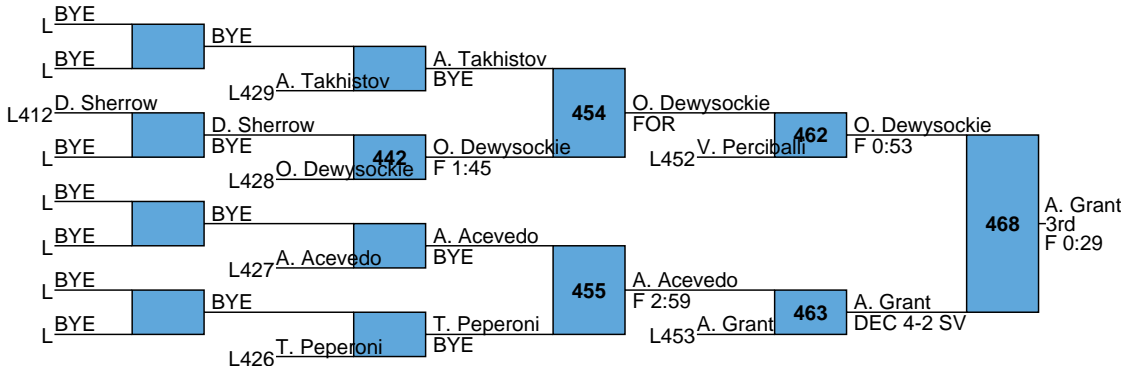 L BYE
BYE
L BYE
L429 A. Takhistov
A. Takhistov
BYE
454
L412 D. Sherrow
D. Sherrow
BYE
L BYE
442
L428 O. Dewysockie
O. Dewysockie
F 1:45
O. Dewysockie
FOR
462
L452 V. Perciballi
O. Dewysockie
F 0:53
L BYE
BYE
L BYE
L427 A. Acevedo
A. Acevedo
BYE
455
L BYE
BYE
L BYE
L426 T. Peperoni
T. Peperoni
BYE
A. Acevedo
F 2:59
463
L453 A. Grant
A. Grant
DEC 4-2 SV
468
A. Grant
3rd
F 0:29